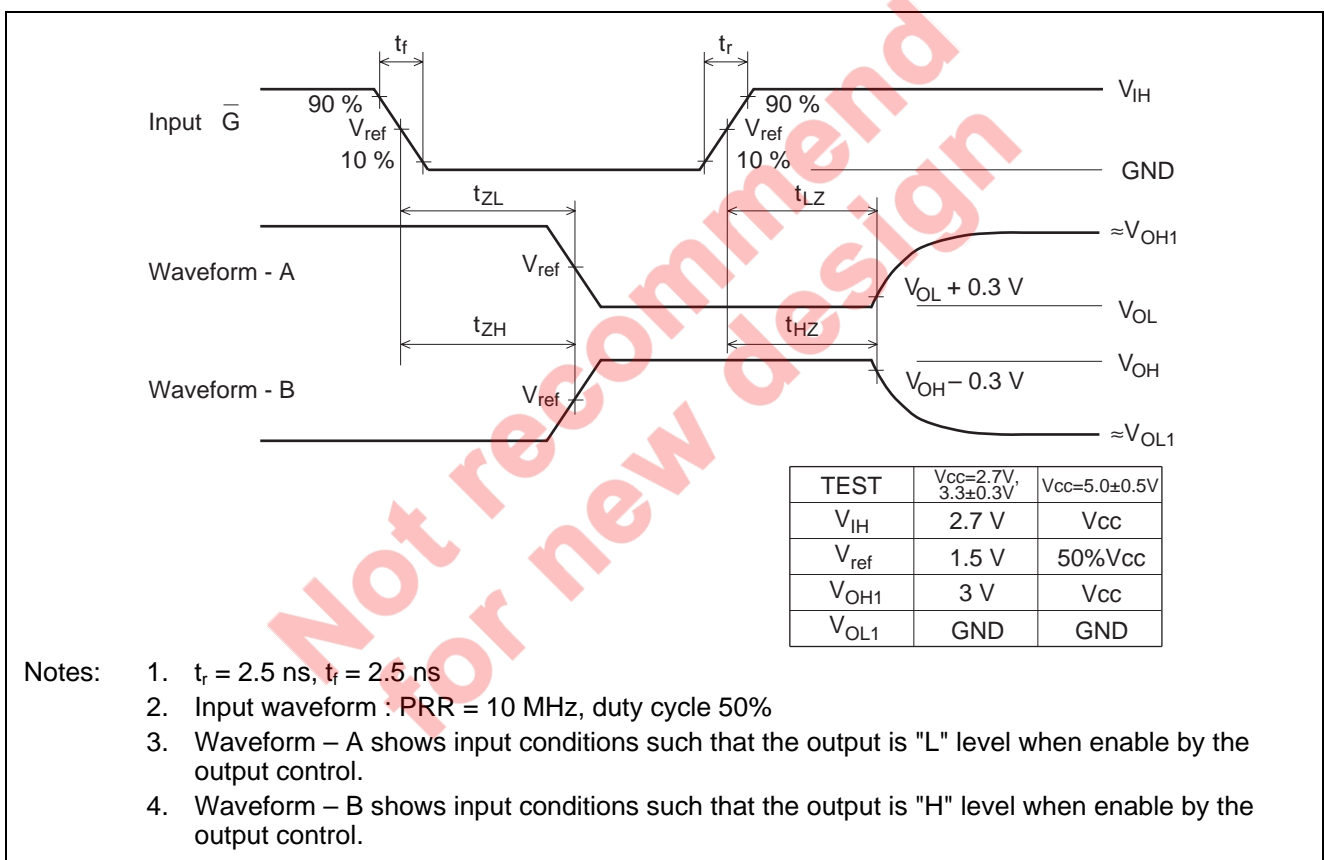 tf
tr
90 %
90 %
VIH
Input G̅
Vref
Vref
10 %
10 %
GND
tZL
tLZ
≈VOH1
Waveform - A
Vref
VOL + 0.3 V
VOL
tZH
tHZ
VOH
Waveform - B
Vref
VOH – 0.3 V
≈VOL1
TEST Vcc=2.7V, 3.3±0.3V Vcc=5.0±0.5V
VIH 2.7 V Vcc
Vref 1.5 V 50%Vcc
VOH1 3 V Vcc
VOL1 GND GND
Notes: 1. tr = 2.5 ns, tf = 2.5 ns
2. Input waveform : PRR = 10 MHz, duty cycle 50%
3. Waveform – A shows input conditions such that the output is "L" level when enable by the
output control.
4. Waveform – B shows input conditions such that the output is "H" level when enable by the
output control.
Not recommend
for new design